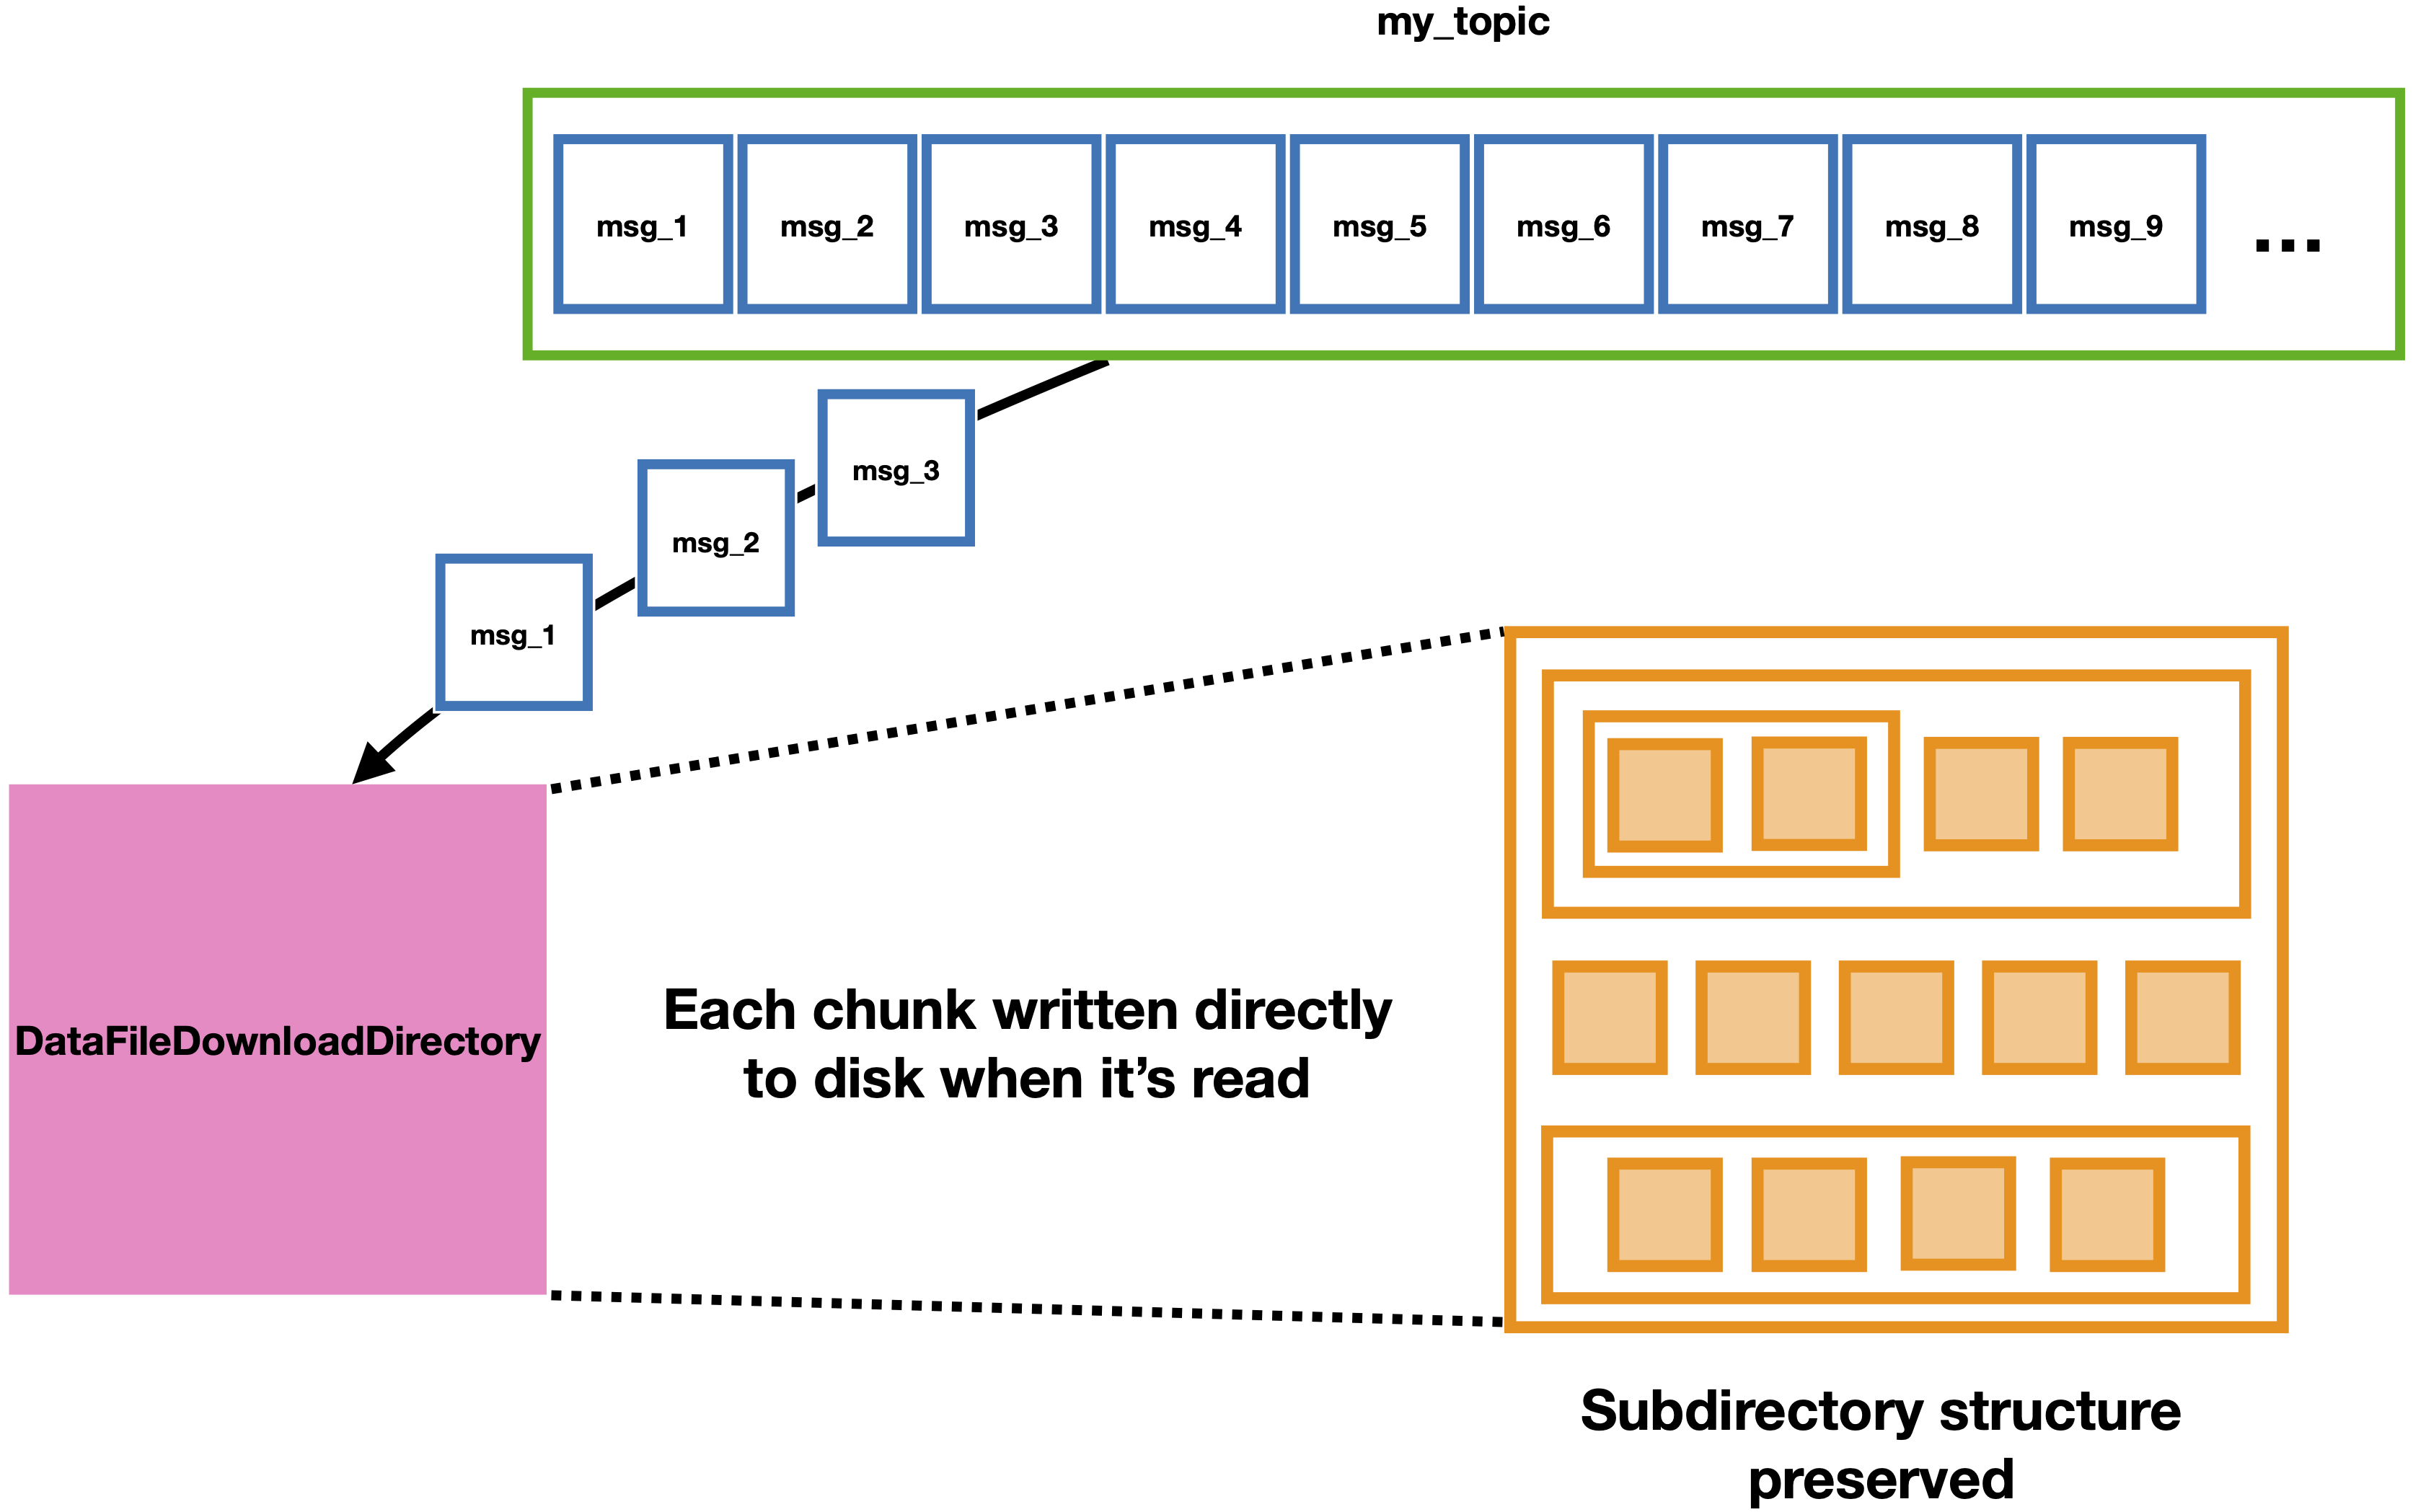 my_topic
msg_1
msg_2
msg_3
msg_4
msg_5
msg_6
msg_7
msg_8
msg_9
...
msg_3
msg_2
msg_1
DataFileDownloadDirectory
Each chunk written directly
to disk when it’s read
Subdirectory structure
preserved